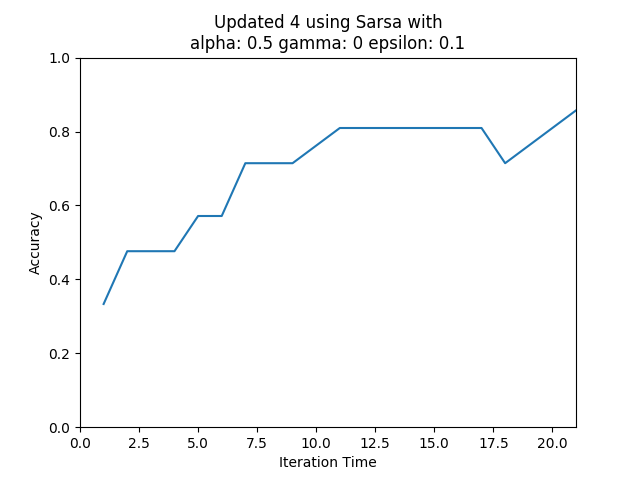 Updated 4 using Sarsa with
alpha: 0.5 gamma: 0 epsilon: 0.1
1.0
0.8
0.6
0.4
0.2
0.0
Accuracy
0.0 2.5 5.0 7.5 10.0 12.5 15.0 17.5 20.0
Iteration Time